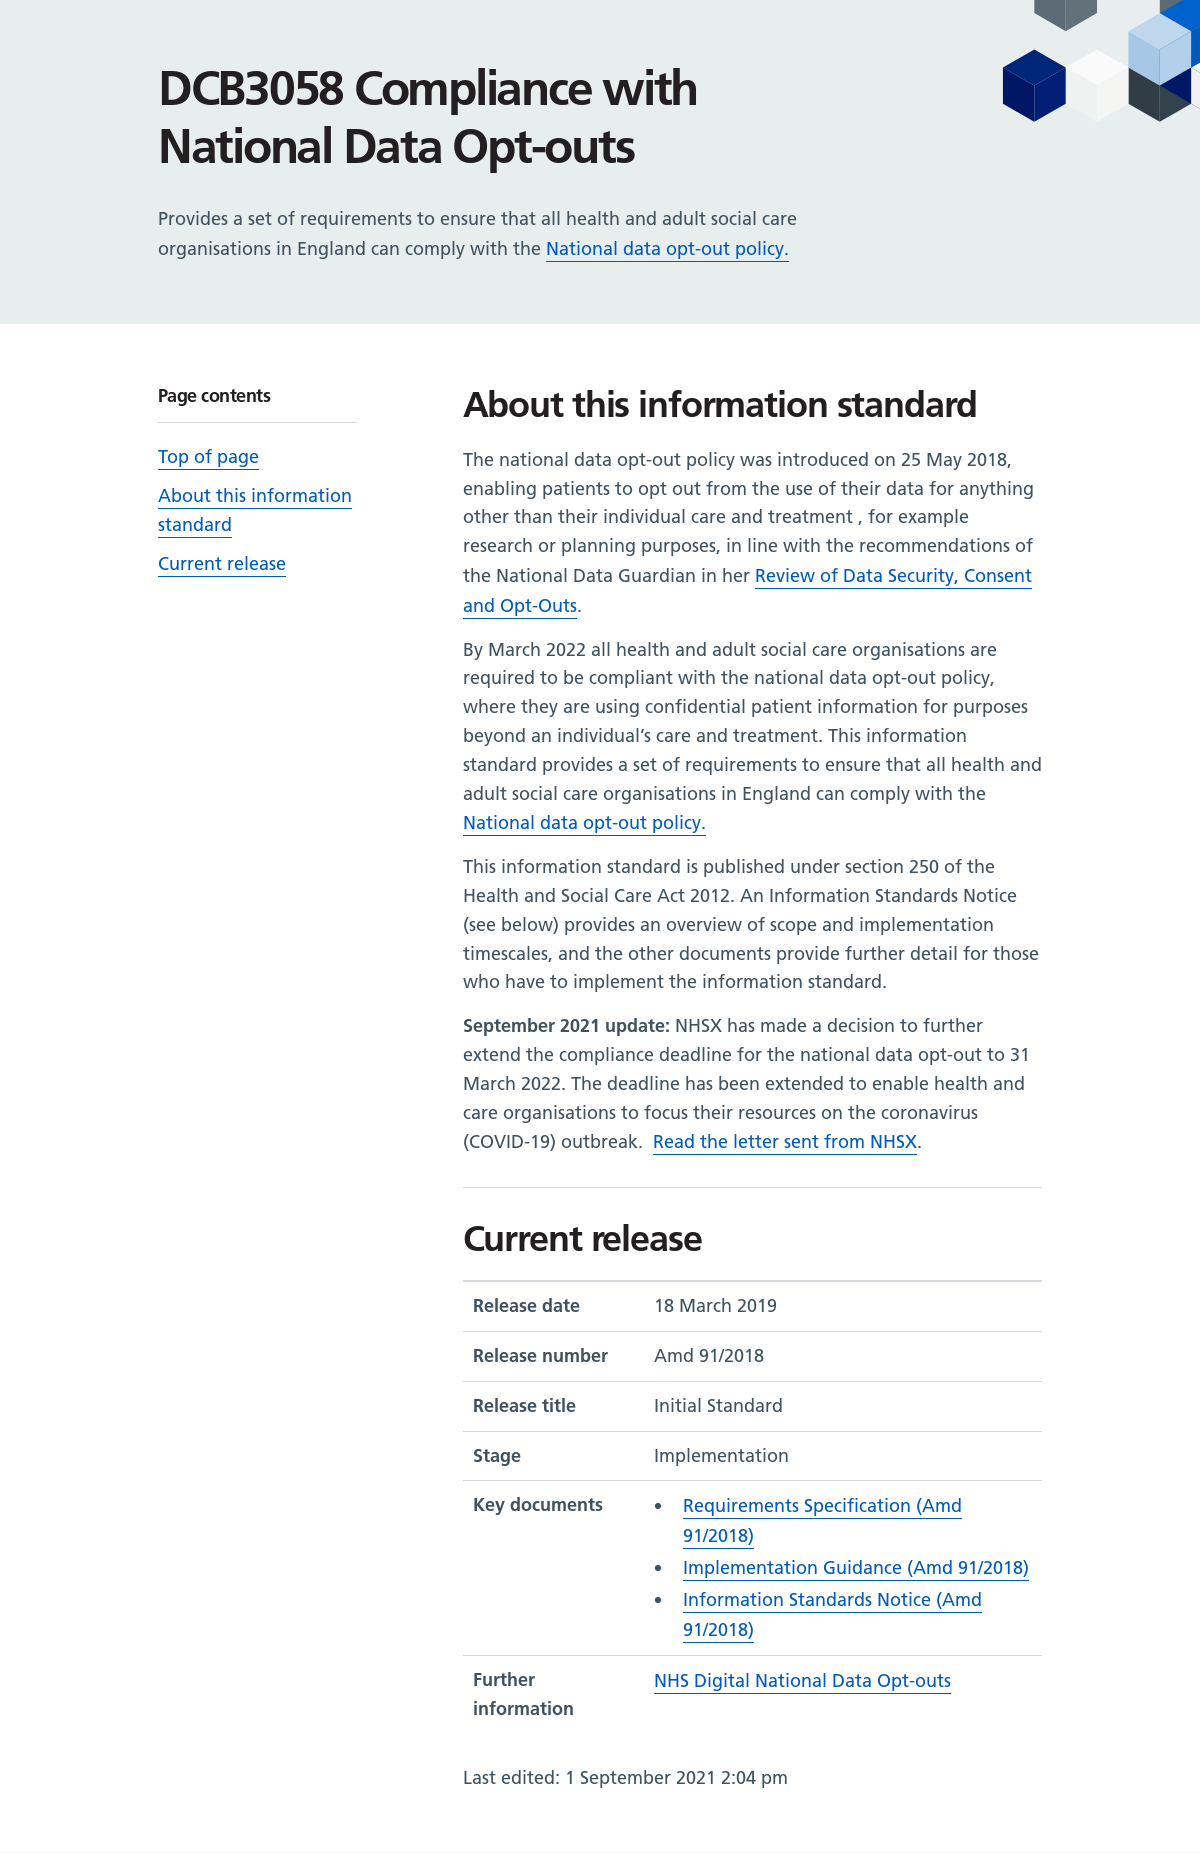 DCB3058 Compliance with
National Data Opt-outs
Provides a set of requirements to ensure that all health and adult social care
organisations in England can comply with the National data opt-out policy.
Page contents
Top of page
About this information
standard
Current release
About this information standard
The national data opt-out policy was introduced on 25 May 2018,
enabling patients to opt out from the use of their data for anything
other than their individual care and treatment , for example
research or planning purposes, in line with the recommendations of
the National Data Guardian in her Review of Data Security, Consent
and Opt-Outs.
By March 2022 all health and adult social care organisations are
required to be compliant with the national data opt-out policy,
where they are using confidential patient information for purposes
beyond an individual's care and treatment. This information
standard provides a set of requirements to ensure that all health and
adult social care organisations in England can comply with the
National data opt-out policy.
This information standard is published under section 250 of the
Health and Social Care Act 2012. An Information Standards Notice
(see below) provides an overview of scope and implementation
timescales, and the other documents provide further detail for those
who have to implement the information standard.
September 2021 update: NHSX has made a decision to further
extend the compliance deadline for the national data opt-out to 31
March 2022. The deadline has been extended to enable health and
care organisations to focus their resources on the coronavirus
(COVID-19) outbreak.  Read the letter sent from NHSX.
Current release
Release date 18 March 2019
Release number Amd 91/2018
Release title Initial Standard
Stage Implementation
Key documents • Requirements Specification (Amd
91/2018)
• Implementation Guidance (Amd 91/2018)
• Information Standards Notice (Amd
91/2018)
Further NHS Digital National Data Opt-outs
information
Last edited: 1 September 2021 2:04 pm